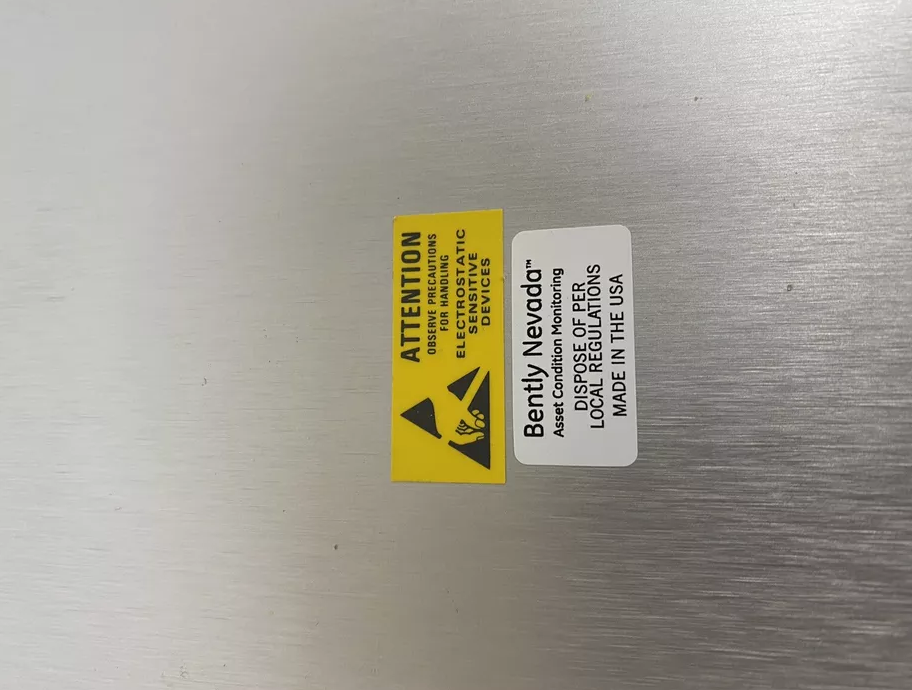 ATTENTION
OBSERVE PRECAUTIONS
FOR HANDLING
ELECTROSTATIC
SENSITIVE
DEVICES
Bently Nevada™
Asset Condition Monitoring
DISPOSE OF PER
LOCAL REGULATIONS
MADE IN THE USA